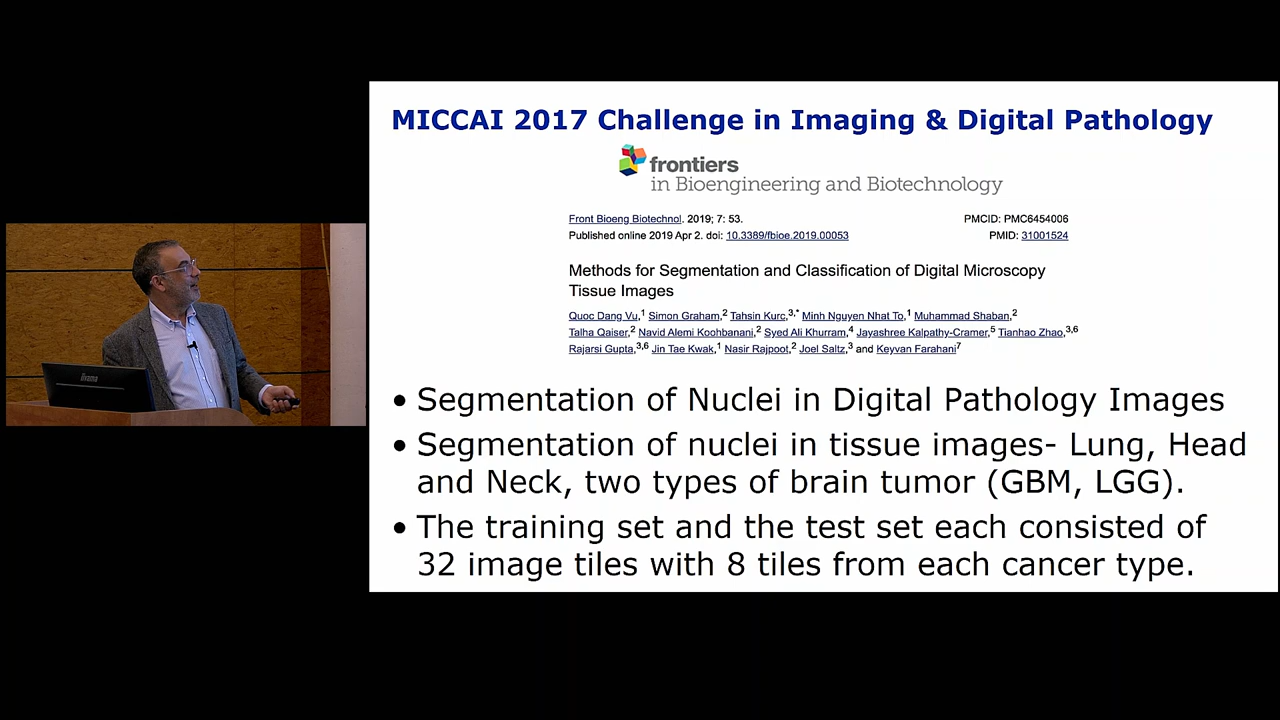 MICCAI 2017 Challenge in Imaging & Digital Pathology
frontiers
in Bioengineering and Biotechnology
Front Bioeng Biotechnol. 2019; 7: 53.
PMCID: PMC6454006
Published online 2019 Apr 2. doi: 10.3389/fbioe.2019.00053
PMID: 31001524
Methods for Segmentation and Classification of Digital Microscopy
Tissue Images
Quoc Dang Vu,1 Simon Graham,2 Tahsin Kurc,3,* Minh Nguyen Nhat To,1 Muhammad Shaban,2
Talha Qaiser,2 Navid Alemi Koohbanani,2 Syed Ali Khurram,4 Jayashree Kalpathy-Cramer,5 Tianhao Zhao,3,6
Rajarsi Gupta,3,6 Jin Tae Kwak,1 Nasir Rajpoot,2 Joel Saltz,3 and Keyvan Farahani7
• Segmentation of Nuclei in Digital Pathology Images
• Segmentation of nuclei in tissue images- Lung, Head
and Neck, two types of brain tumor (GBM, LGG).
• The training set and the test set each consisted of
32 image tiles with 8 tiles from each cancer type.
iiyama